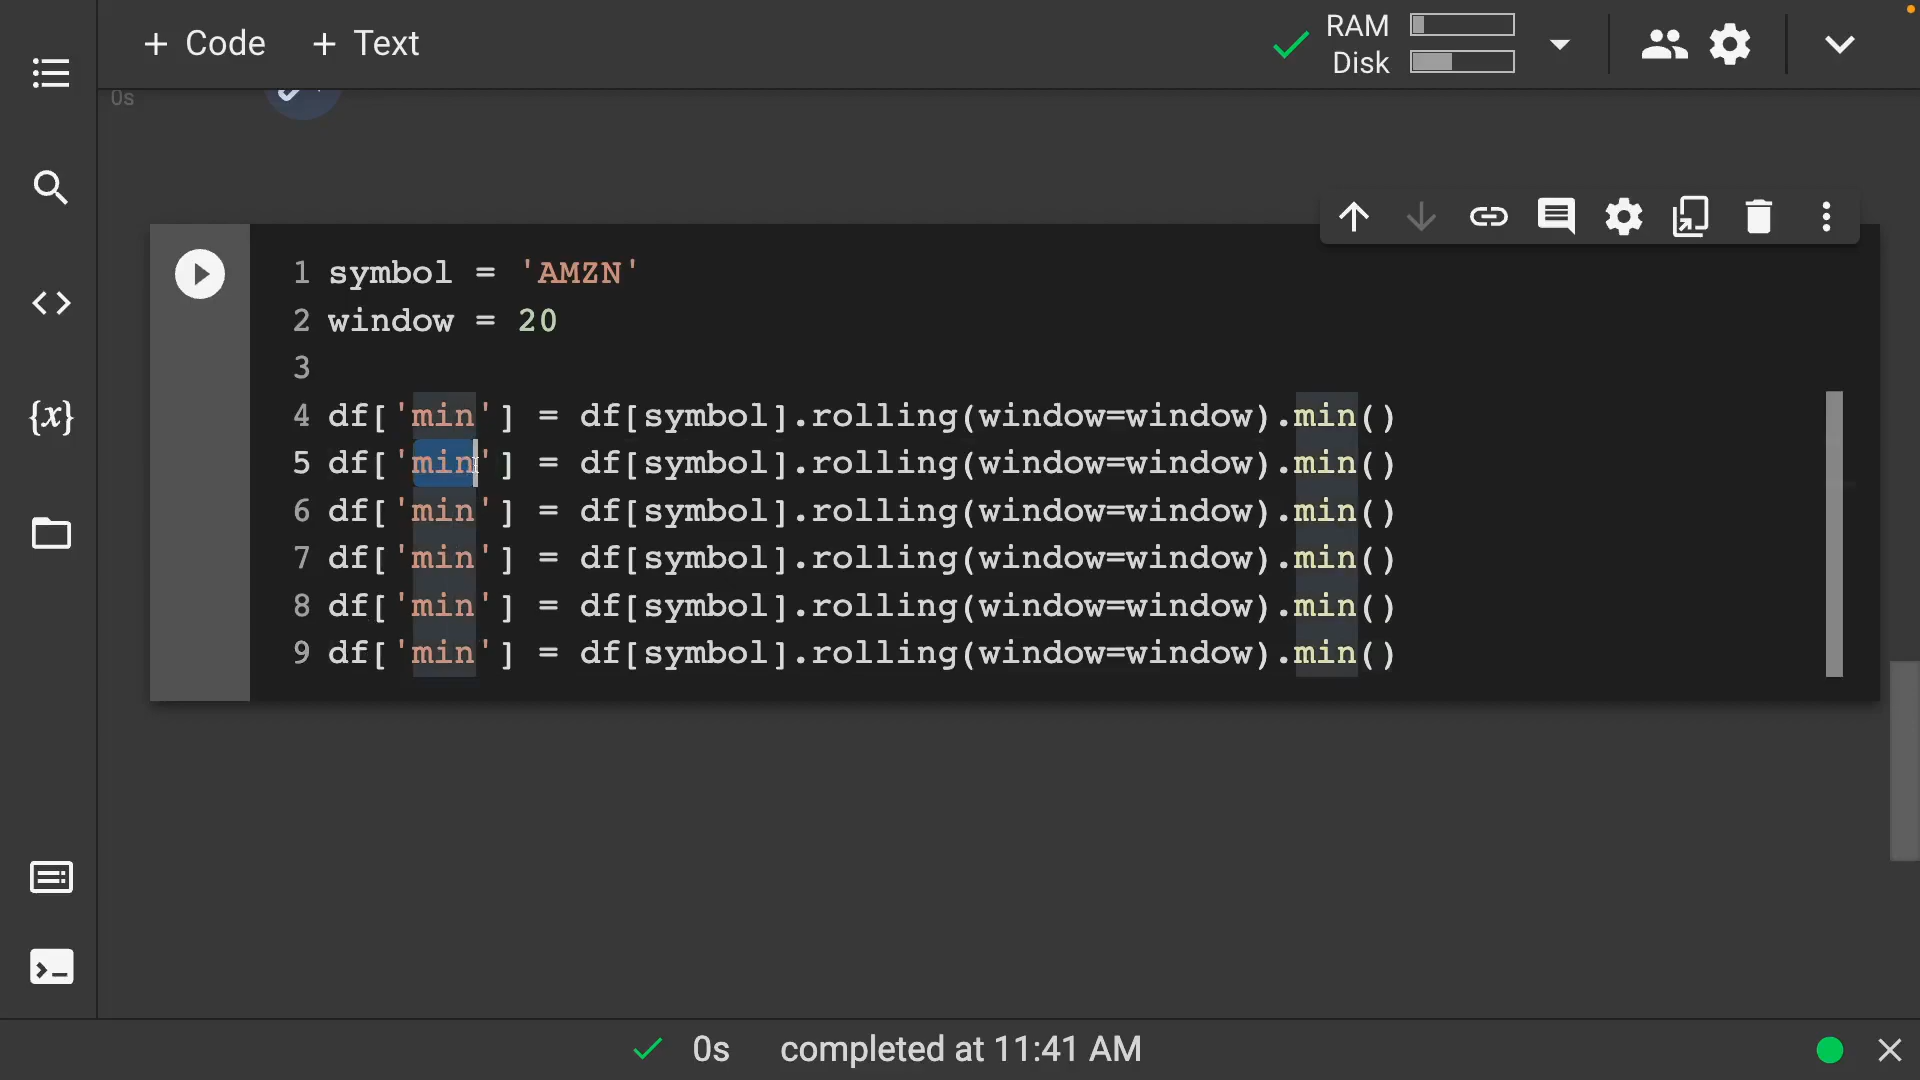 + Code + Text
RAM
Disk
0s
1 symbol = 'AMZN'
2 window = 20
3
4 df['min'] = df[symbol].rolling(window=window).min()
5 df['min'] = df[symbol].rolling(window=window).min()
6 df['min'] = df[symbol].rolling(window=window).min()
7 df['min'] = df[symbol].rolling(window=window).min()
8 df['min'] = df[symbol].rolling(window=window).min()
9 df['min'] = df[symbol].rolling(window=window).min()
{x}
0s completed at 11:41 AM